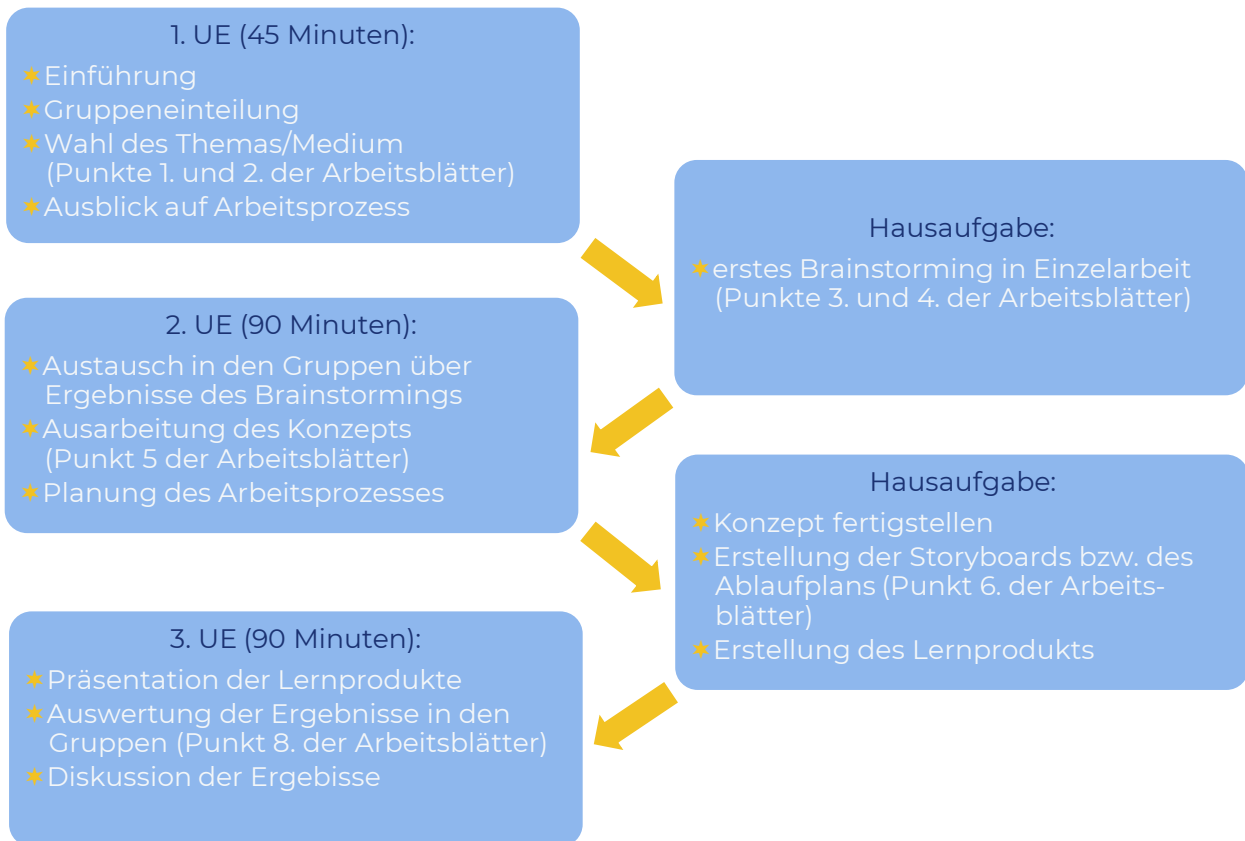 1. UE (45 Minuten):
Einführung
Gruppeneinteilung
Wahl des Themas/Medium
(Punkte 1. und 2. der Arbeitsblätter)
Ausblick auf Arbeitsprozess
Hausaufgabe:
erstes Brainstorming in Einzelarbeit
(Punkte 3. und 4. der Arbeitsblätter)
2. UE (90 Minuten):
Austausch in den Gruppen über
Ergebnisse des Brainstormings
Ausarbeitung des Konzepts
(Punkt 5 der Arbeitsblätter)
Planung des Arbeitsprozesses
Hausaufgabe:
Konzept fertigstellen
Erstellung der Storyboards bzw. des
Ablaufplans (Punkt 6. der Arbeits-
blätter)
Erstellung des Lernprodukts
3. UE (90 Minuten):
Präsentation der Lernprodukte
Auswertung der Ergebnisse in den
Gruppen (Punkt 8. der Arbeitsblätter)
Diskussion der Ergebisse